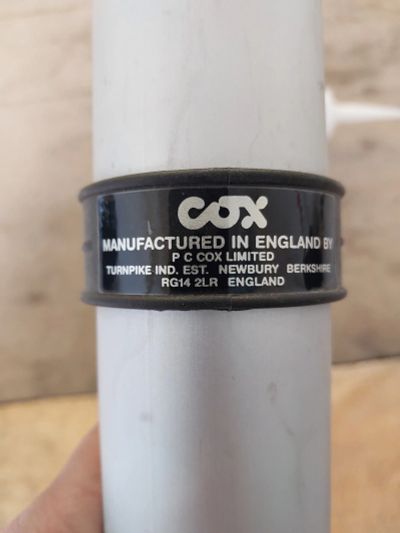 COX
MANUFACTURED IN ENGLAND BY
P C COX LIMITED
TURNPIKE IND. EST. NEWBURY BERKSHIRE
RG14 2LR ENGLAND